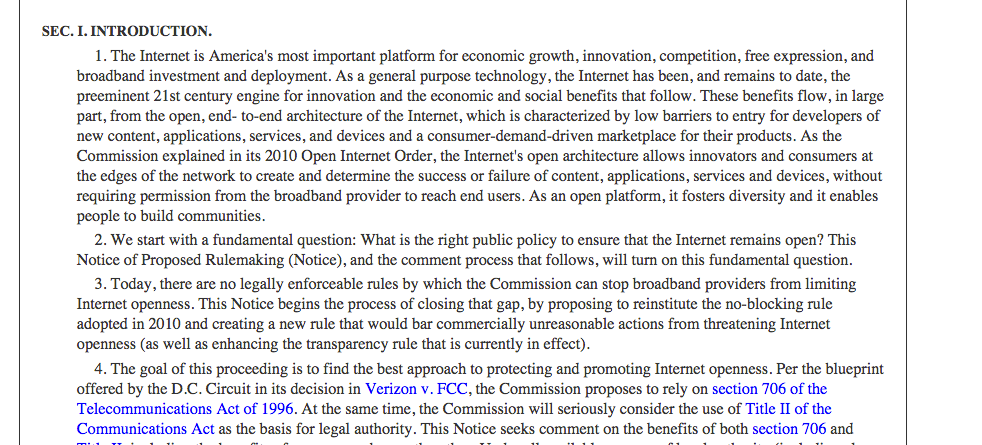 SEC. I. INTRODUCTION.
1. The Internet is America's most important platform for economic growth, innovation, competition, free expression, and
broadband investment and deployment. As a general purpose technology, the Internet has been, and remains to date, the
preeminent 21st century engine for innovation and the economic and social benefits that follow. These benefits flow, in large
part, from the open, end- to-end architecture of the Internet, which is characterized by low barriers to entry for developers of
new content, applications, services, and devices and a consumer-demand-driven marketplace for their products. As the
Commission explained in its 2010 Open Internet Order, the Internet's open architecture allows innovators and consumers at
the edges of the network to create and determine the success or failure of content, applications, services and devices, without
requiring permission from the broadband provider to reach end users. As an open platform, it fosters diversity and it enables
people to build communities.
2. We start with a fundamental question: What is the right public policy to ensure that the Internet remains open? This
Notice of Proposed Rulemaking (Notice), and the comment process that follows, will turn on this fundamental question.
3. Today, there are no legally enforceable rules by which the Commission can stop broadband providers from limiting
Internet openness. This Notice begins the process of closing that gap, by proposing to reinstitute the no-blocking rule
adopted in 2010 and creating a new rule that would bar commercially unreasonable actions from threatening Internet
openness (as well as enhancing the transparency rule that is currently in effect).
4. The goal of this proceeding is to find the best approach to protecting and promoting Internet openness. Per the blueprint
offered by the D.C. Circuit in its decision in Verizon v. FCC, the Commission proposes to rely on section 706 of the
Telecommunications Act of 1996. At the same time, the Commission will seriously consider the use of Title II of the
Communications Act as the basis for legal authority. This Notice seeks comment on the benefits of both section 706 and